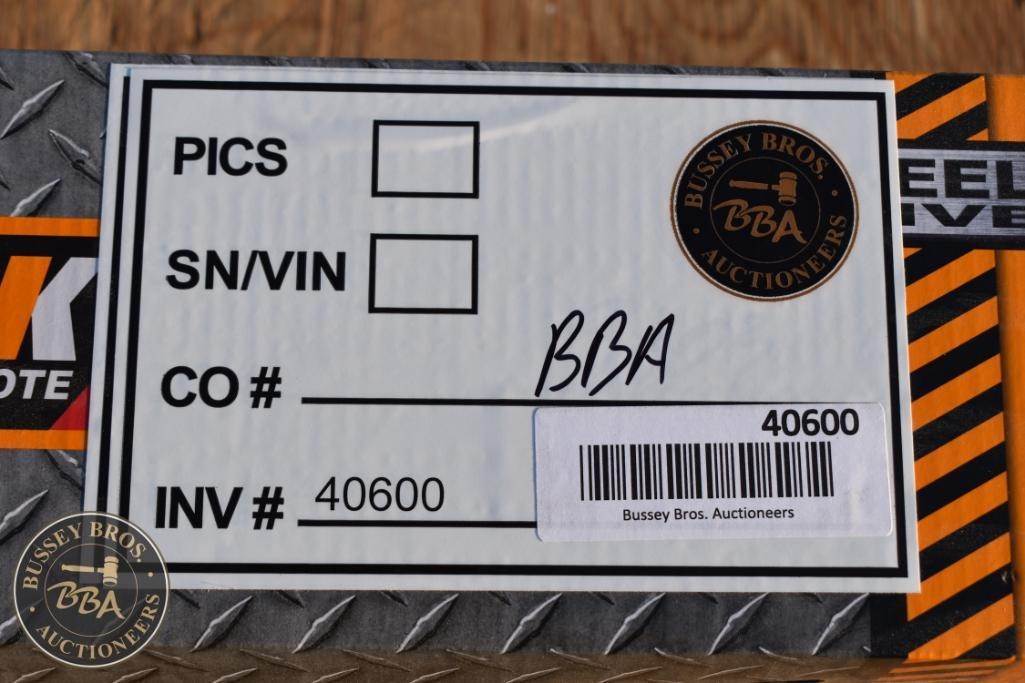 PICS
BUSSEY BROS.
BBA
AUCTIONEERS
SN/VIN
CO # BBA
INV # 40600
40600
Bussey Bros. Auctioneers
K
OTE
EEL
IVE
BUSSEY BROS.
BBA
AUCTIONEERS